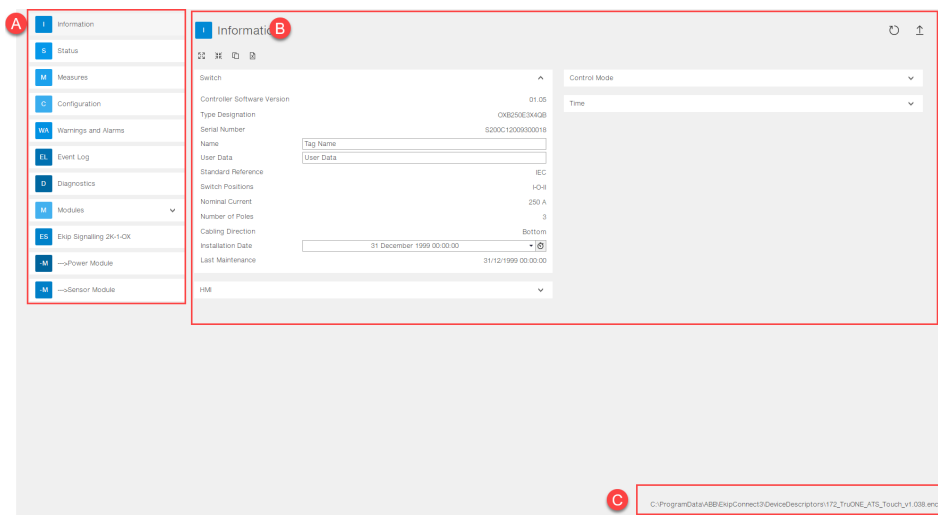 A
I Information
S Status
M Measures
C Configuration
WA Warnings and Alarms
EL Event Log
D Diagnostics
M Modules
ES Ekip Signalling 2K-1-OX
-M —>Power Module
-M —>Sensor Module
I Information
B
Switch
Controller Software Version 01.05
Type Designation OXB250E3X4QB
Serial Number S200C12009300018
Name Tag Name
User Data User Data
Standard Reference IEC
Switch Positions I-O-II
Nominal Current 250 A
Number of Poles 3
Cabling Direction Bottom
Installation Date 31 December 1999 00:00:00
Last Maintenance 31/12/1999 00:00:00
HMI
Control Mode
Time
C
C:\ProgramData\ABB\EkipConnect3\DeviceDescriptors\172_TruONE_ATS_Touch_v1.038.enc